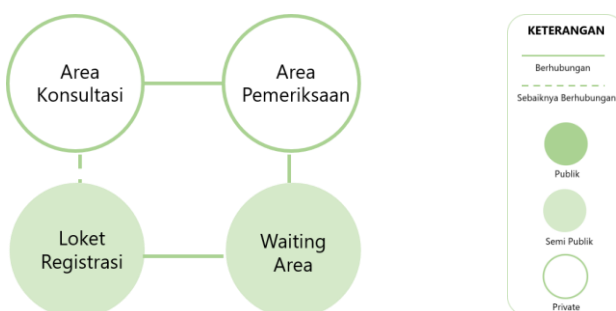 Area
Konsultasi
Area
Pemeriksaan
Loket
Registrasi
Waiting
Area
KETERANGAN
Berhubungan
Sebaiknya Berhubungan
Publik
Semi Publik
Private